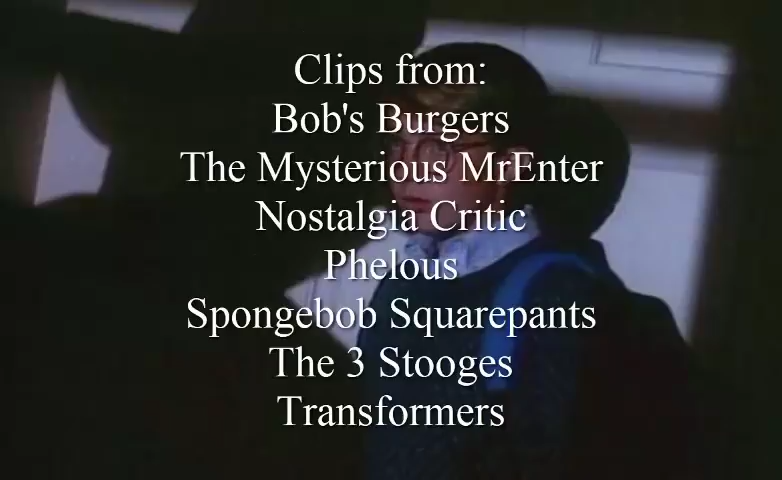 Clips from:
Bob's Burgers
The Mysterious MrEnter
Nostalgia Critic
Phelous
Spongebob Squarepants
The 3 Stooges
Transformers